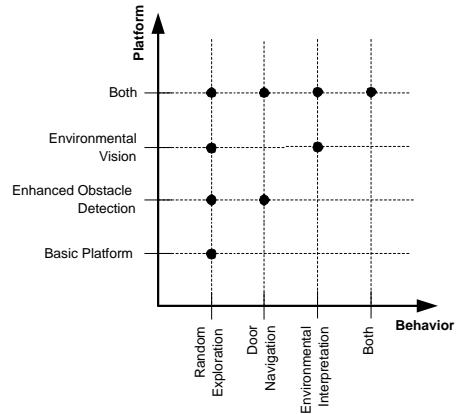 Platform
Both
Environmental
Vision
Enhanced Obstacle
Detection
Basic Platform
Behavior
Random
Exploration
Door
Navigation
Environmental
Interpretation
Both